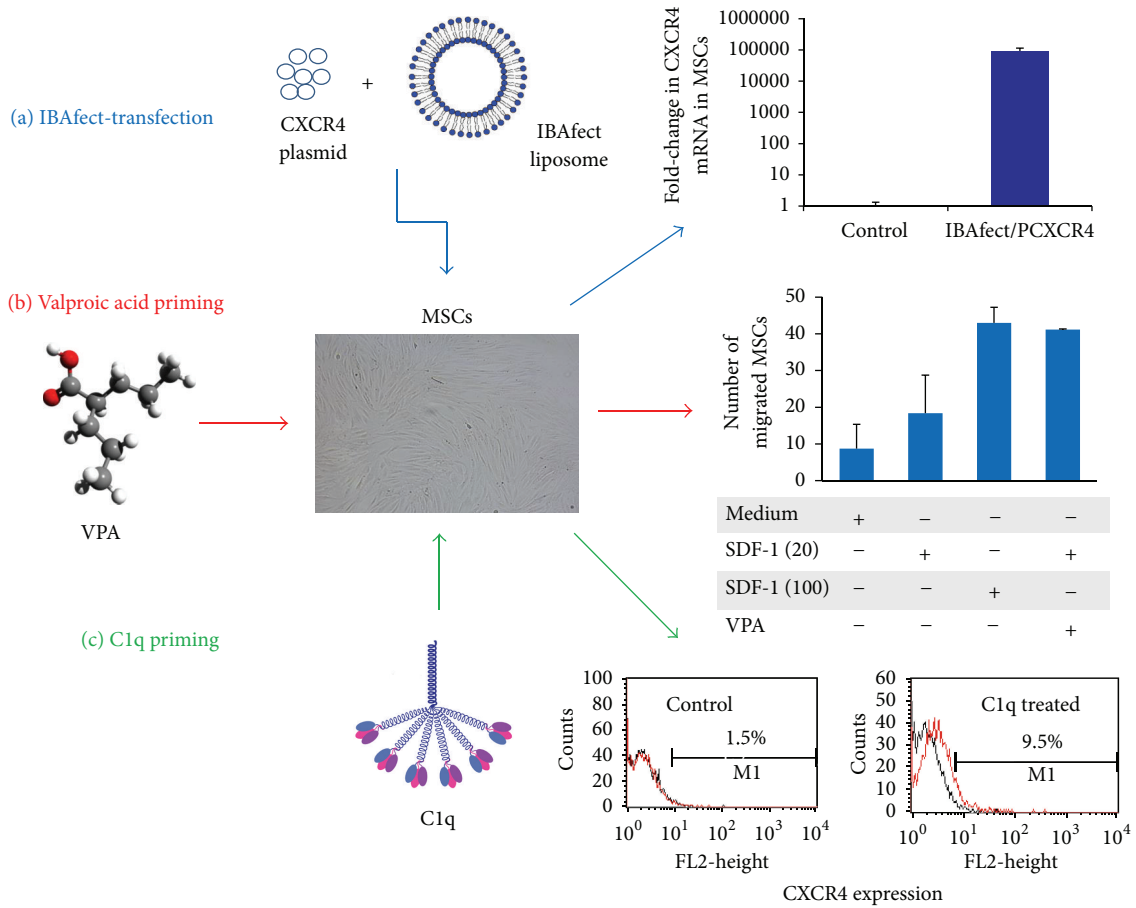 (a) IBAfect-transfection
CXCR4
plasmid
+
IBAfect
liposome
Fold-change in CXCR4
mRNA in MSCs
1000000
100000
10000
1000
100
10
1
Control
IBAfect/PCXCR4
(b) Valproic acid priming
VPA
MSCs
Number of
migrated MSCs
50
40
30
20
10
0
Medium + − − −
SDF-1 (20) − + − +
SDF-1 (100) − − + −
VPA − − − +
(c) C1q priming
C1q
Counts
100
80
60
40
20
0
Control
1.5%
M1
10^0 10^1 10^2 10^3 10^4
FL2-height
Counts
60
50
40
30
20
10
0
C1q treated
9.5%
M1
10^0 10^1 10^2 10^3 10^4
FL2-height
CXCR4 expression